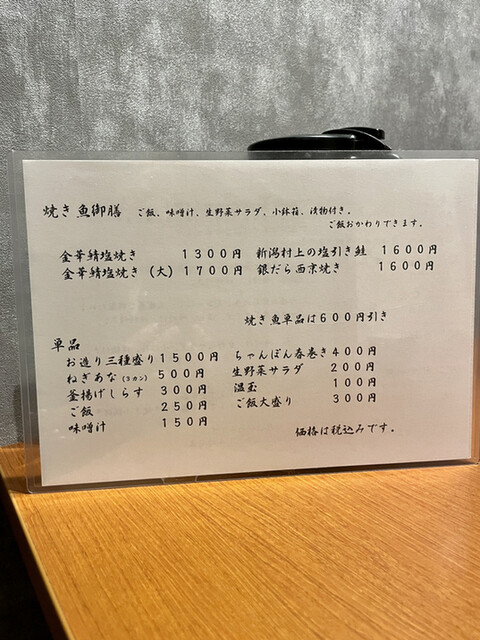 焼き魚御膳　ご飯、味噌汁、生野菜サラダ、小鉢類、漬物付き。
ご飯おかわりできます。
金華鯖塩焼き　１３００円　新潟村上の塩引き鮭　１６００円
金華鯖塩焼き（大）１７００円　銀だら西京焼き　１６００円
焼き魚単品は６００円引き
単品
お造り三種盛り１５００円　ちゃんぽん春巻き４００円
ねぎあな（３カン）５００円　生野菜サラダ　２００円
釜揚げしらす　３００円　温玉　１００円
ご飯　２５０円　ご飯大盛り　３００円
味噌汁　１５０円
価格は税込みです。